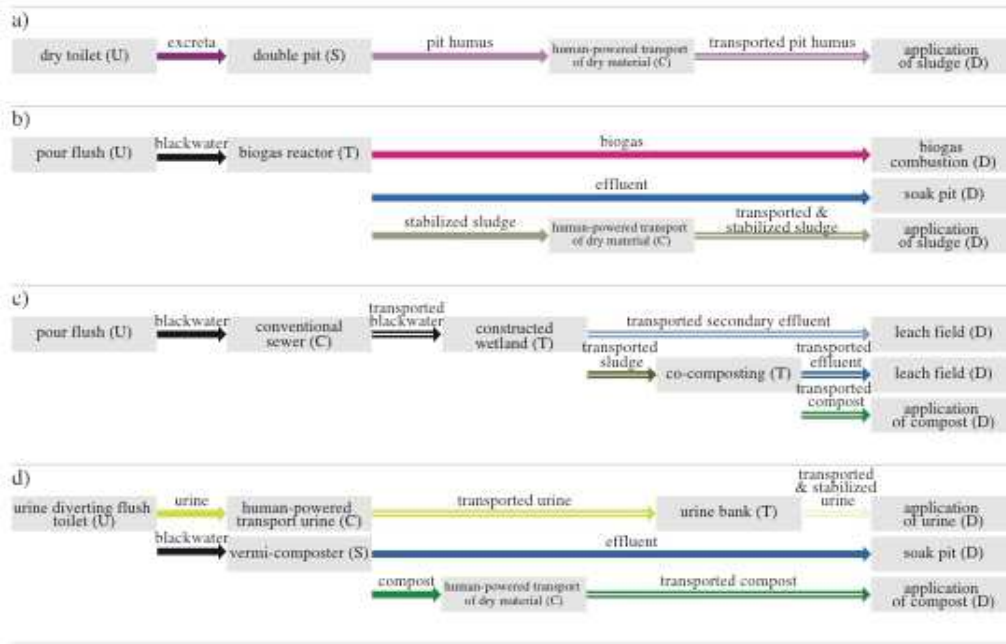 a)
excreta
pit humus
transported pit humus
dry toilet (U)
double pit (S)
human-powered transport
of dry material (C)
application
of sludge (D)
b)
blackwater
biogas
pour flush (U)
biogas reactor (T)
biogas
combustion (D)
effluent
soak pit (D)
stabilized sludge
human-powered transport
of dry material (C)
transported &
stabilized sludge
application
of sludge (D)
c)
blackwater
transported
blackwater
transported secondary effluent
pour flush (U)
conventional
sewer (C)
constructed
wetland (T)
leach field (D)
transported
sludge
co-composting (T)
transported
effluent
leach field (D)
transported
compost
application
of compost (D)
d)
urine
transported urine
transported
& stabilized
urine
urine diverting flush
toilet (U)
human-powered
transport urine (C)
urine bank (T)
application
of urine (D)
blackwater
vermi-composter (S)
effluent
soak pit (D)
compost
human-powered transport
of dry material (C)
transported compost
application
of compost (D)